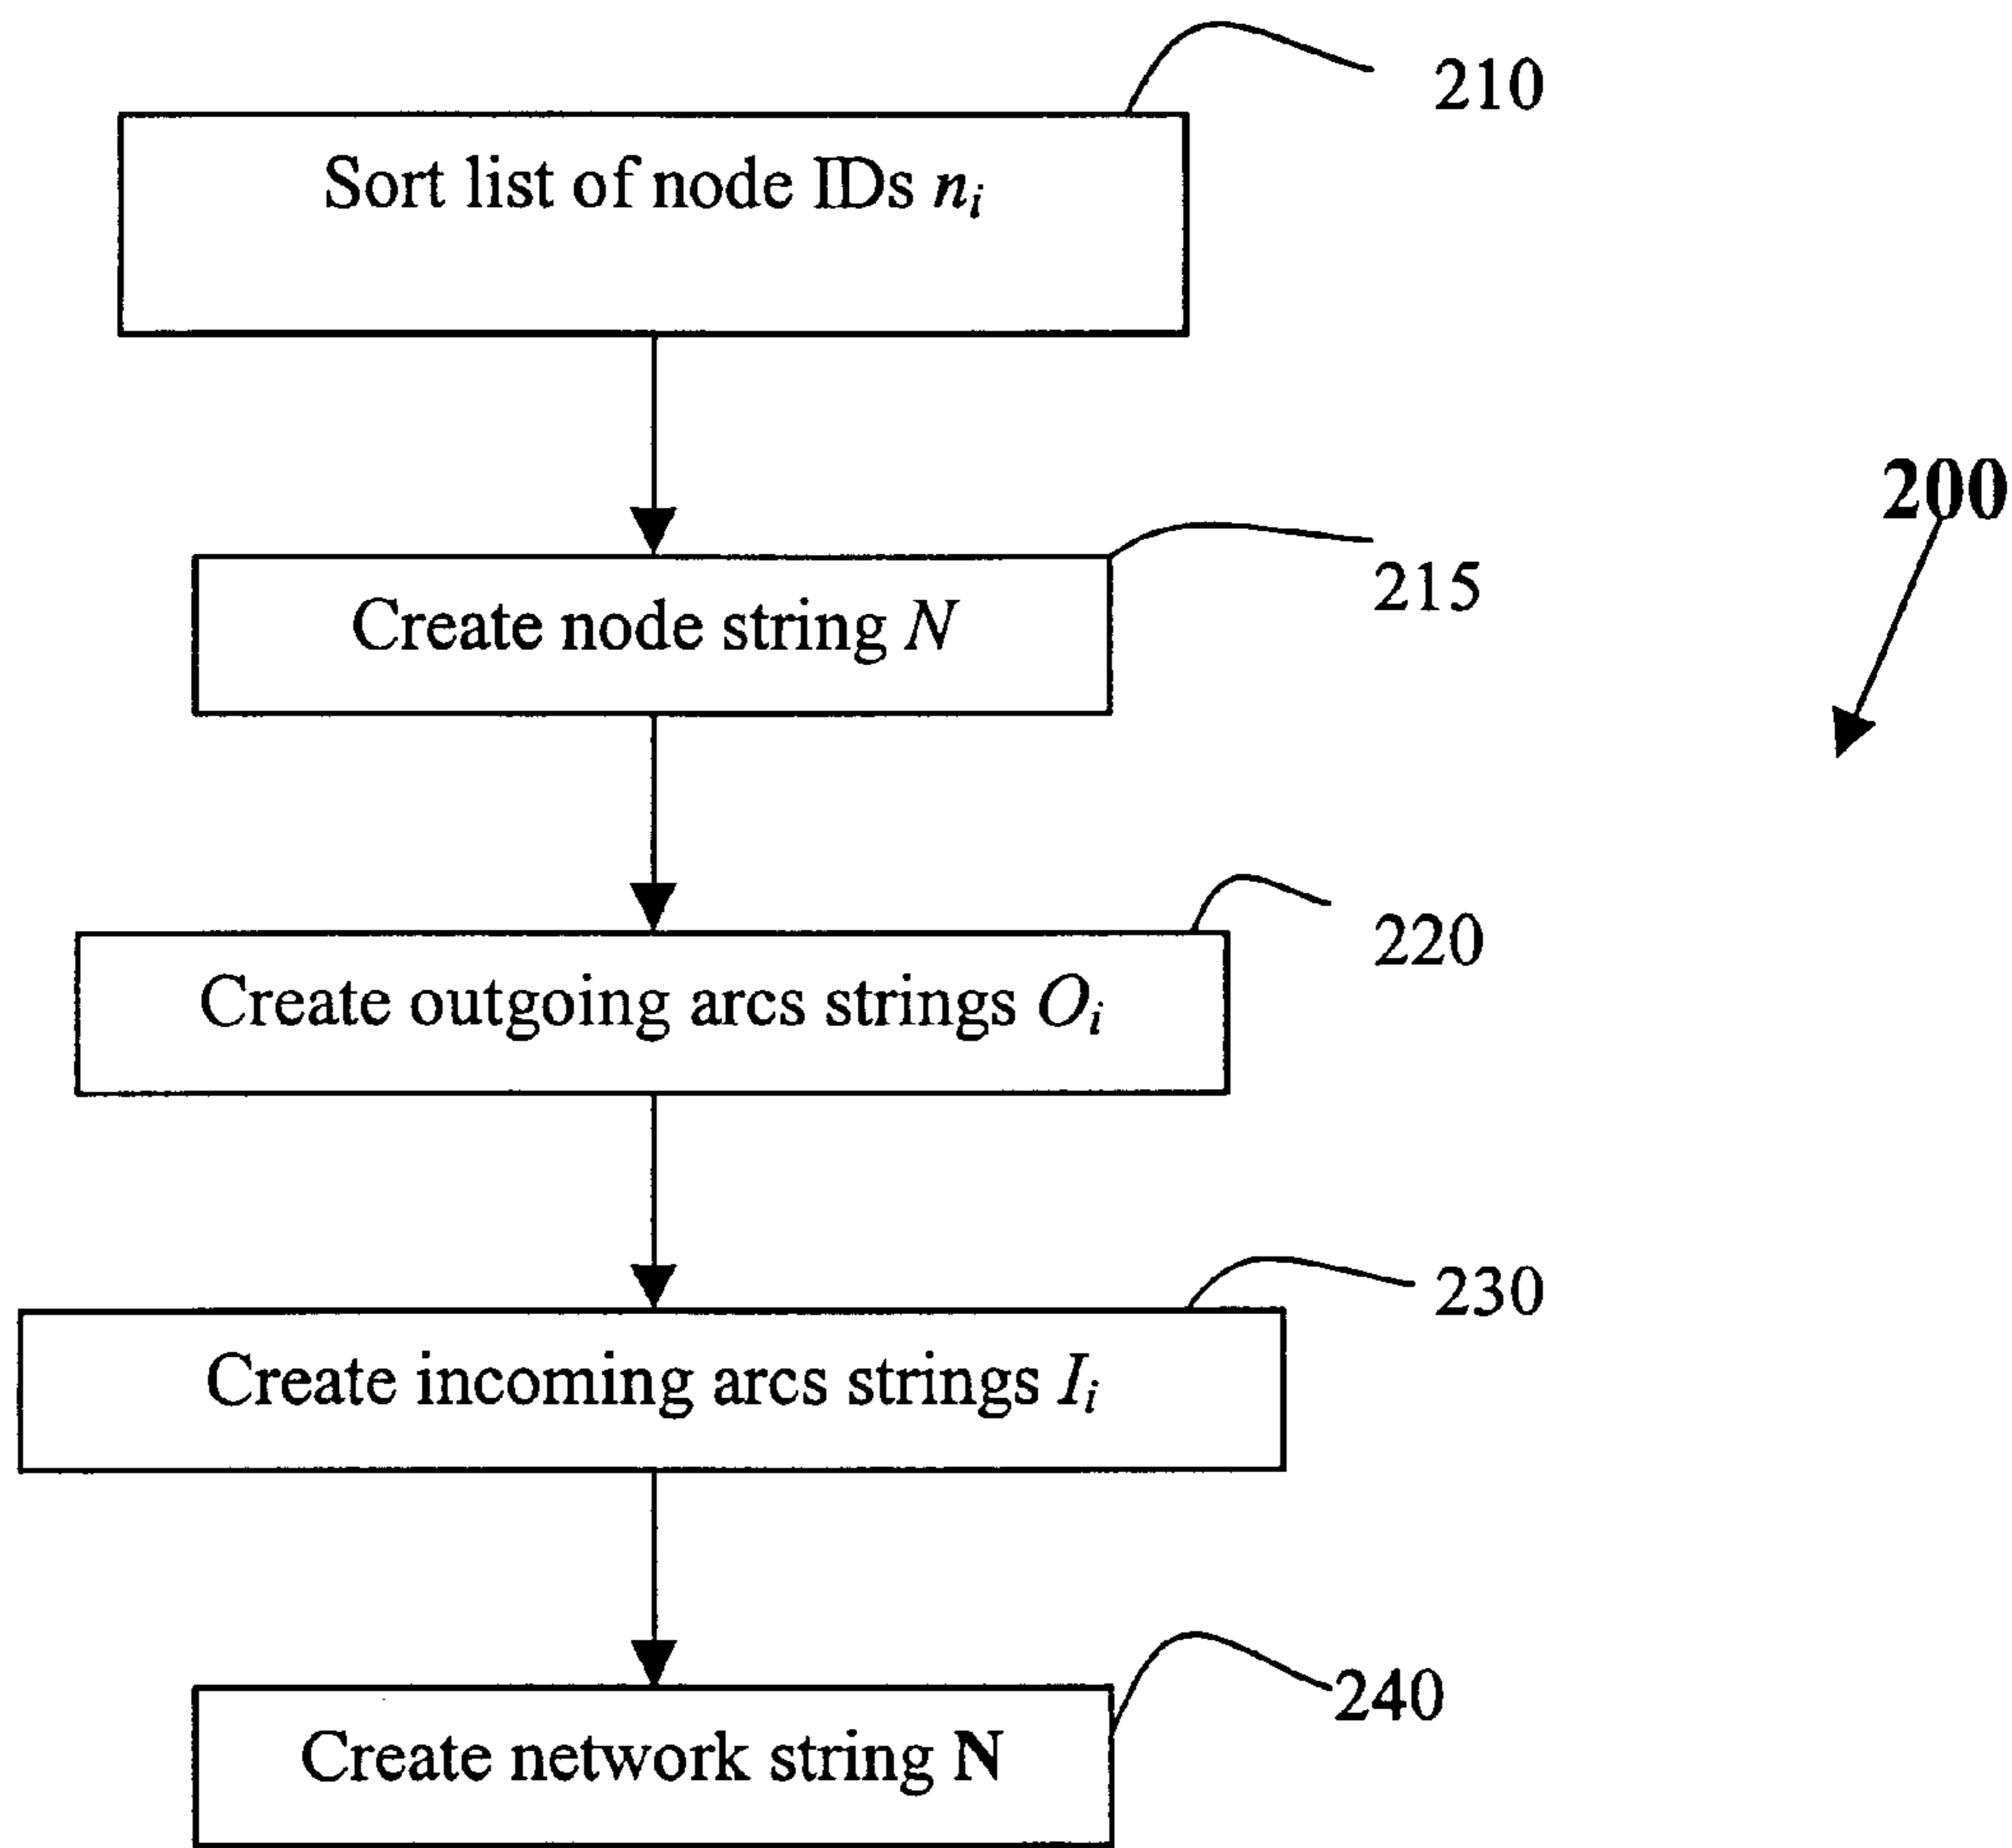 210
Sort list of node IDs nᵢ
200
215
Create node string N
220
Create outgoing arcs strings Oᵢ
230
Create incoming arcs strings Iᵢ
240
Create network string N